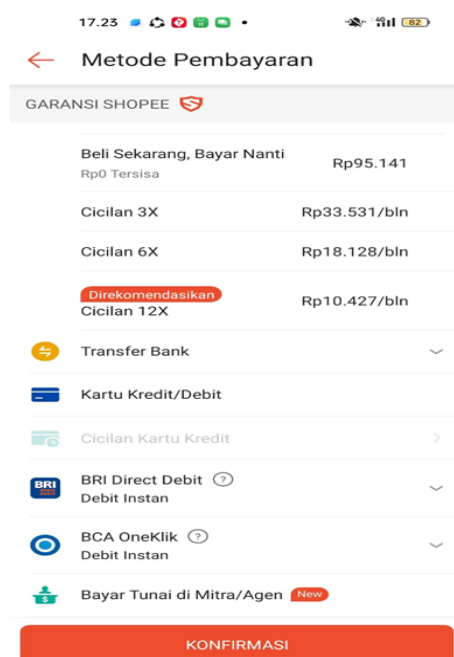 17.23
82
Metode Pembayaran
GARANSI SHOPEE
Beli Sekarang, Bayar Nanti
Rp95.141
Rp0 Tersisa
Cicilan 3X
Rp33.531/bln
Cicilan 6X
Rp18.128/bln
Direkomendasikan
Cicilan 12X
Rp10.427/bln
Transfer Bank
Kartu Kredit/Debit
Cicilan Kartu Kredit
BRI
BRI Direct Debit ?
Debit Instan
BCA OneKlik ?
Debit Instan
Bayar Tunai di Mitra/Agen New
KONFIRMASI